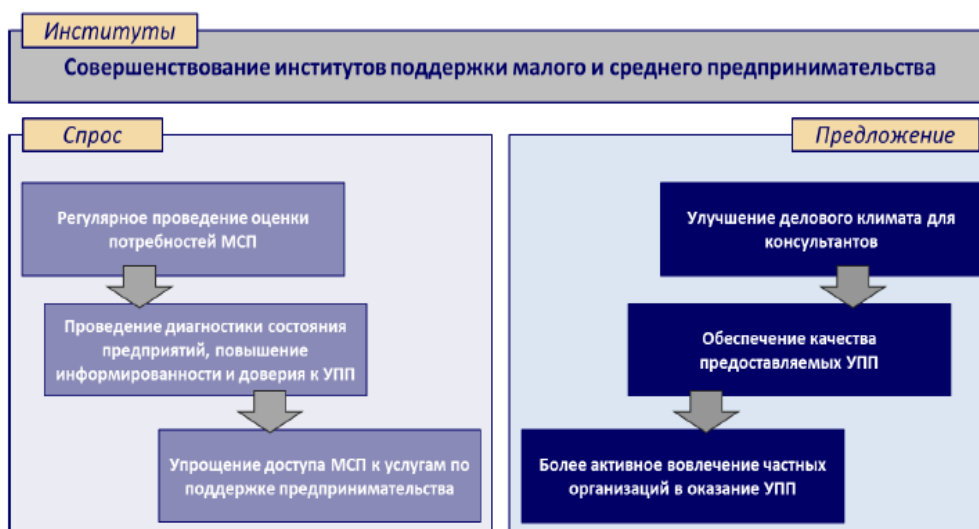 Институты
Совершенствование институтов поддержки малого и среднего предпринимательства
Спрос
Регулярное проведение оценки
потребностей МСП
Проведение диагностики состояния
предприятий, повышение
информированности и доверия к УПП
Упрощение доступа МСП к услугам по
поддержке предпринимательства
Предложение
Улучшение делового климата для
консультантов
Обеспечение качества
предоставляемых УПП
Более активное вовлечение частных
организаций в оказание УПП